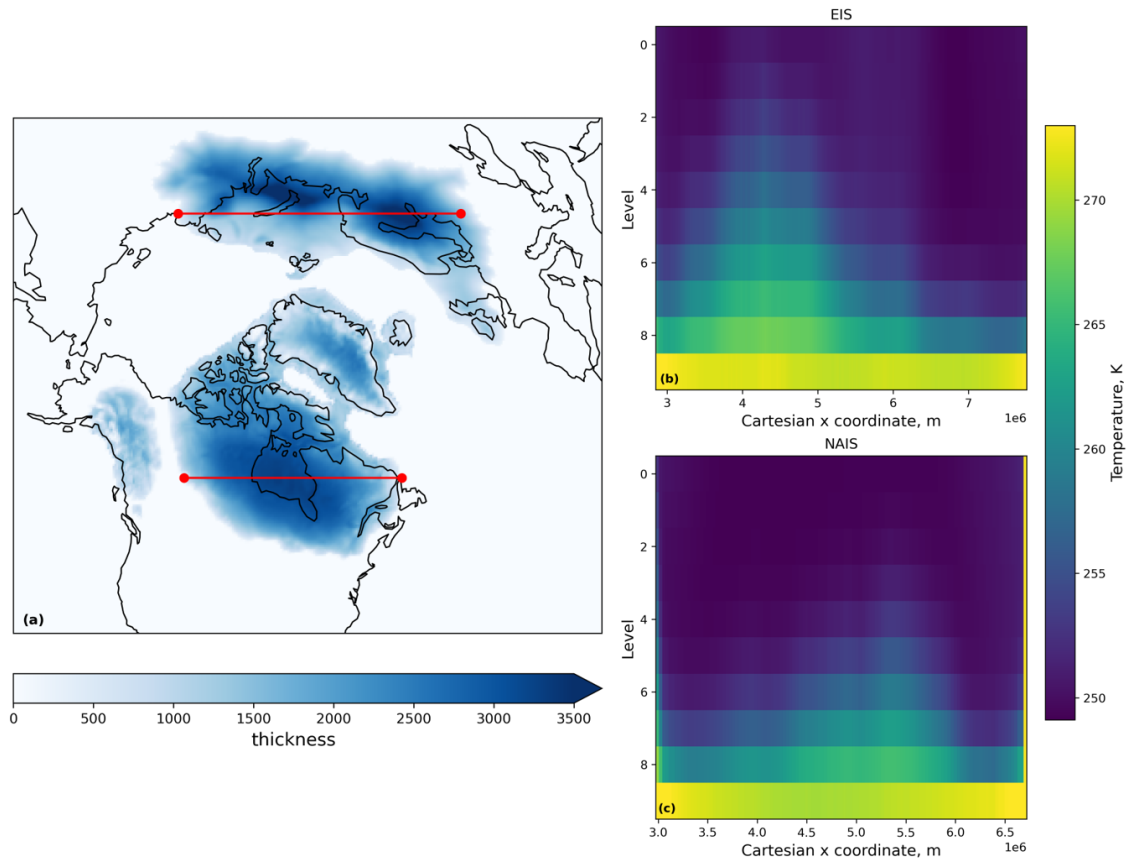 (a)
0 500 1000 1500 2000 2500 3000 3500
thickness
EIS
0
2
4
6
8
Level
(b)
3 4 5 6 7
1e6
Cartesian x coordinate, m
NAIS
0
2
4
6
8
Level
(c)
3.0 3.5 4.0 4.5 5.0 5.5 6.0 6.5
1e6
Cartesian x coordinate, m
270
265
260
255
250
Temperature, K